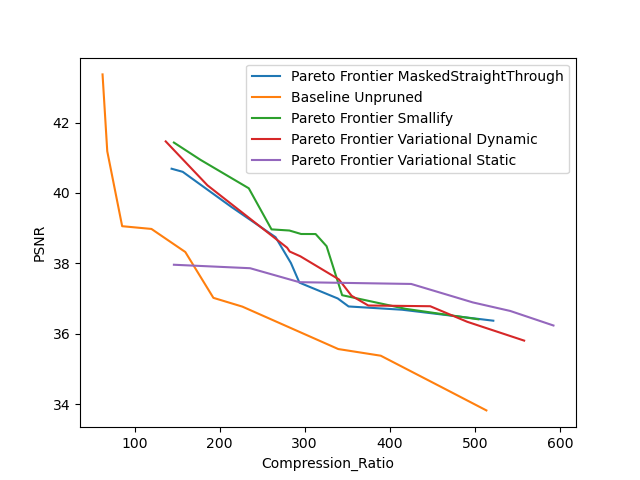 Pareto Frontier MaskedStraightThrough
Baseline Unpruned
Pareto Frontier Smallify
Pareto Frontier Variational Dynamic
Pareto Frontier Variational Static
PSNR
42
40
38
36
34
100 200 300 400 500 600
Compression_Ratio